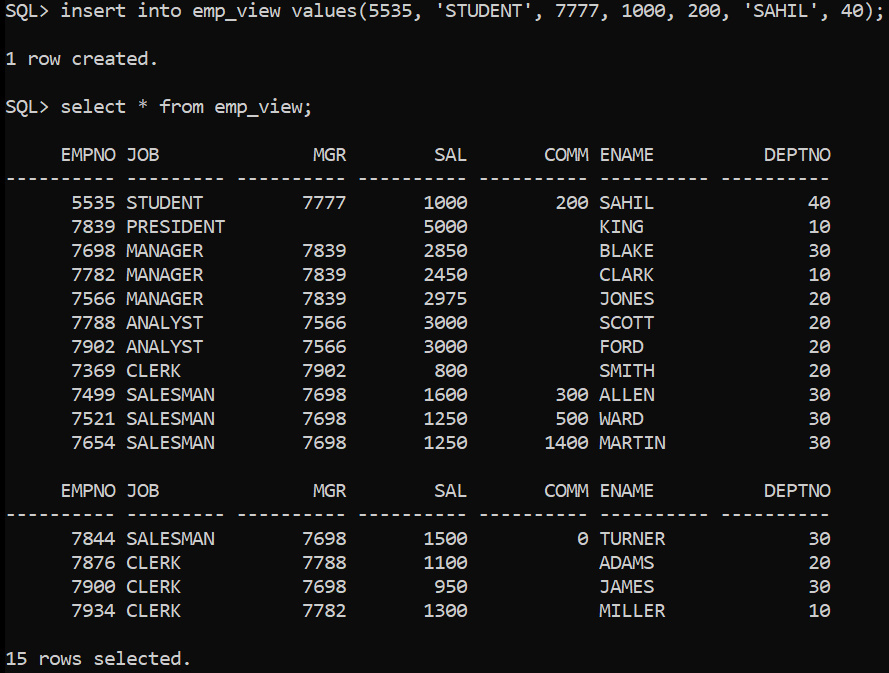 SQL> insert into emp_view values(5535, 'STUDENT', 7777, 1000, 200, 'SAHIL', 40);
1 row created.
SQL> select * from emp_view;
     EMPNO JOB              MGR        SAL       COMM ENAME          DEPTNO
---------- --------- ---------- ---------- ---------- ---------- ----------
      5535 STUDENT         7777       1000        200 SAHIL              40
      7839 PRESIDENT                  5000            KING               10
      7698 MANAGER         7839       2850            BLAKE              30
      7782 MANAGER         7839       2450            CLARK              10
      7566 MANAGER         7839       2975            JONES              20
      7788 ANALYST         7566       3000            SCOTT              20
      7902 ANALYST         7566       3000            FORD               20
      7369 CLERK           7902        800            SMITH              20
      7499 SALESMAN        7698       1600        300 ALLEN              30
      7521 SALESMAN        7698       1250        500 WARD               30
      7654 SALESMAN        7698       1250       1400 MARTIN             30
     EMPNO JOB              MGR        SAL       COMM ENAME          DEPTNO
---------- --------- ---------- ---------- ---------- ---------- ----------
      7844 SALESMAN        7698       1500          0 TURNER             30
      7876 CLERK           7788       1100            ADAMS              20
      7900 CLERK           7698        950            JAMES              30
      7934 CLERK           7782       1300            MILLER             10
15 rows selected.